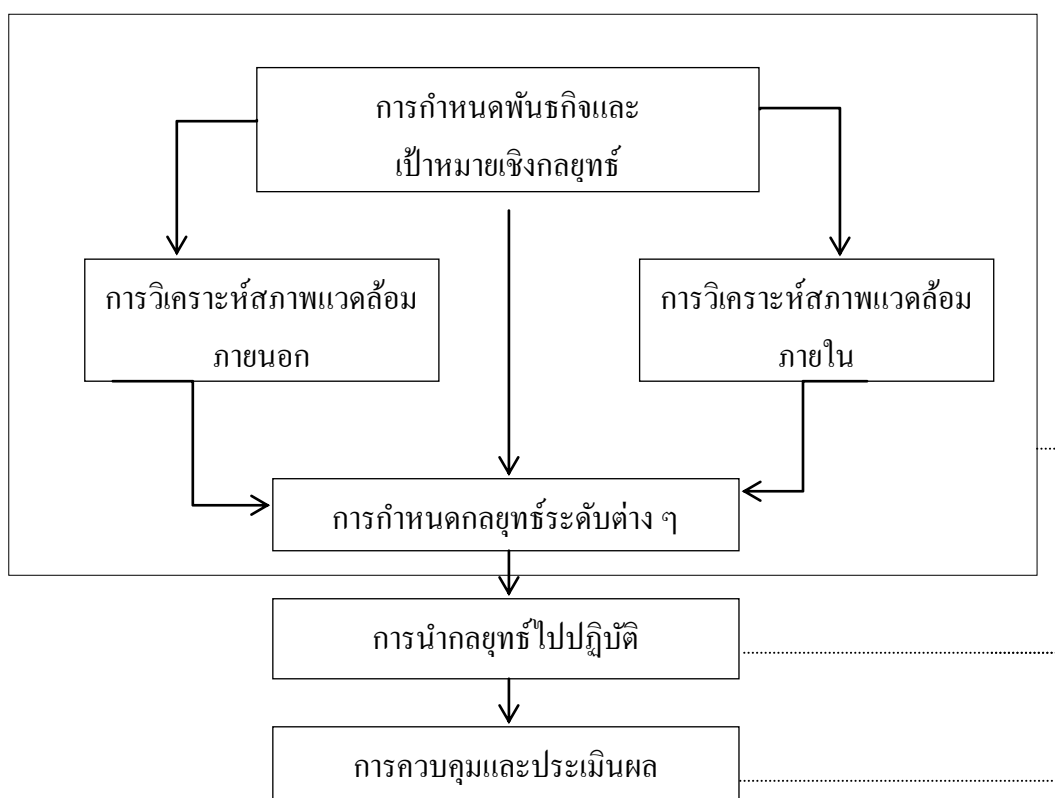 การกำหนดพันธกิจและ
เป้าหมายเชิงกลยุทธ์
การวิเคราะห์สภาพแวดล้อม
ภายนอก
การวิเคราะห์สภาพแวดล้อม
ภายใน
การกำหนดกลยุทธ์ระดับต่าง ๆ
การนำกลยุทธ์ไปปฏิบัติ
การควบคุมและประเมินผล